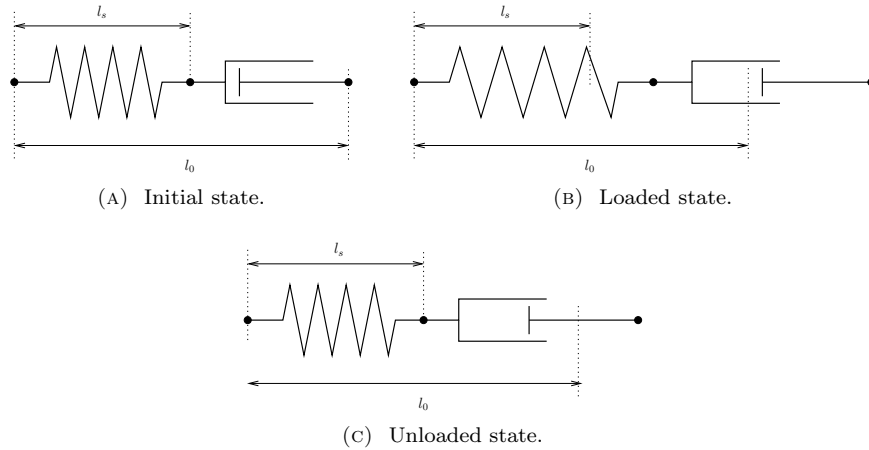 l_s
l_s
l_0
l_0
(A) Initial state.
(B) Loaded state.
l_s
l_0
(C) Unloaded state.